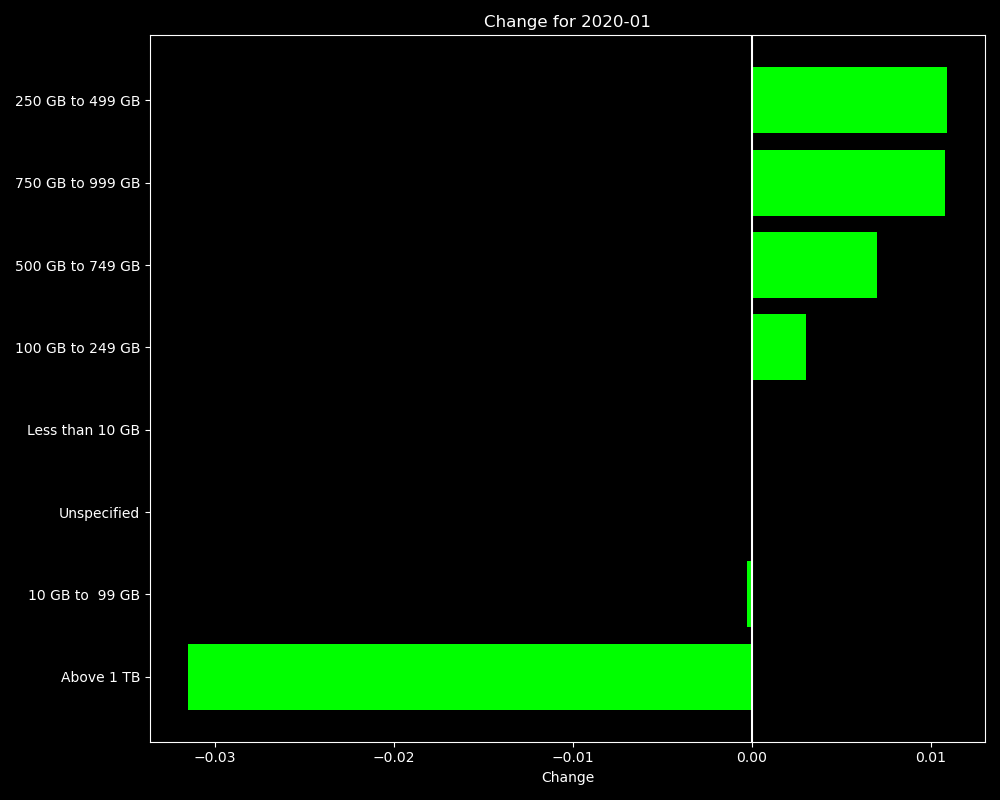 Change for 2020-01
250 GB to 499 GB
750 GB to 999 GB
500 GB to 749 GB
100 GB to 249 GB
Less than 10 GB
Unspecified
10 GB to  99 GB
Above 1 TB
−0.03 −0.02 −0.01 0.00 0.01
Change